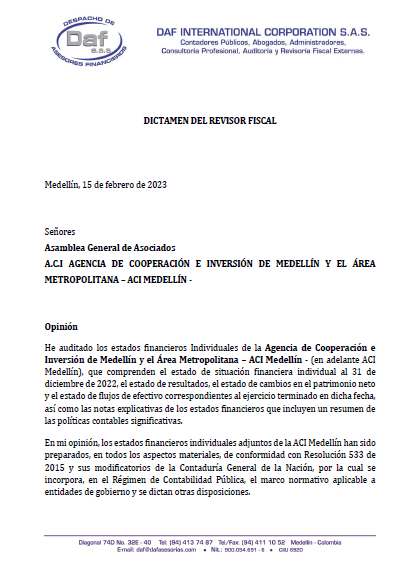 DESPACHO DE
Daf
S.A.S
ASESORES FINANCIEROS
DAF INTERNATIONAL CORPORATION S.A.S.
Contadores Públicos, Abogados, Administradores,
Consultoría Profesional, Auditoría y Revisoría Fiscal Externas.
DICTAMEN DEL REVISOR FISCAL
Medellín, 15 de febrero de 2023
Señores
Asamblea General de Asociados
A.C.I AGENCIA DE COOPERACIÓN E INVERSIÓN DE MEDELLÍN Y EL ÁREA
METROPOLITANA – ACI MEDELLÍN -
Opinión
He auditado los estados financieros Individuales de la Agencia de Cooperación e
Inversión de Medellín y el Área Metropolitana – ACI Medellín - (en adelante ACI
Medellín), que comprenden el estado de situación financiera individual al 31 de
diciembre de 2022, el estado de resultados, el estado de cambios en el patrimonio neto
y el estado de flujos de efectivo correspondientes al ejercicio terminado en dicha fecha,
así como las notas explicativas de los estados financieros que incluyen un resumen de
las políticas contables significativas.
En mi opinión, los estados financieros individuales adjuntos de la ACI Medellín han sido
preparados, en todos los aspectos materiales, de conformidad con Resolución 533 de
2015 y sus modificatorios de la Contaduría General de la Nación, por la cual se
incorpora, en el Régimen de Contabilidad Pública, el marco normativo aplicable a
entidades de gobierno y se dictan otras disposiciones.
Diagonal 74D No. 32E - 40 Tel: (94) 413 74 87 Tel./Fax: (94) 411 10 52 Medellín - Colombia
E-mail: daf@dafasesorias.com • Nit.: 900.094.691 - 6 • CIIU 6920